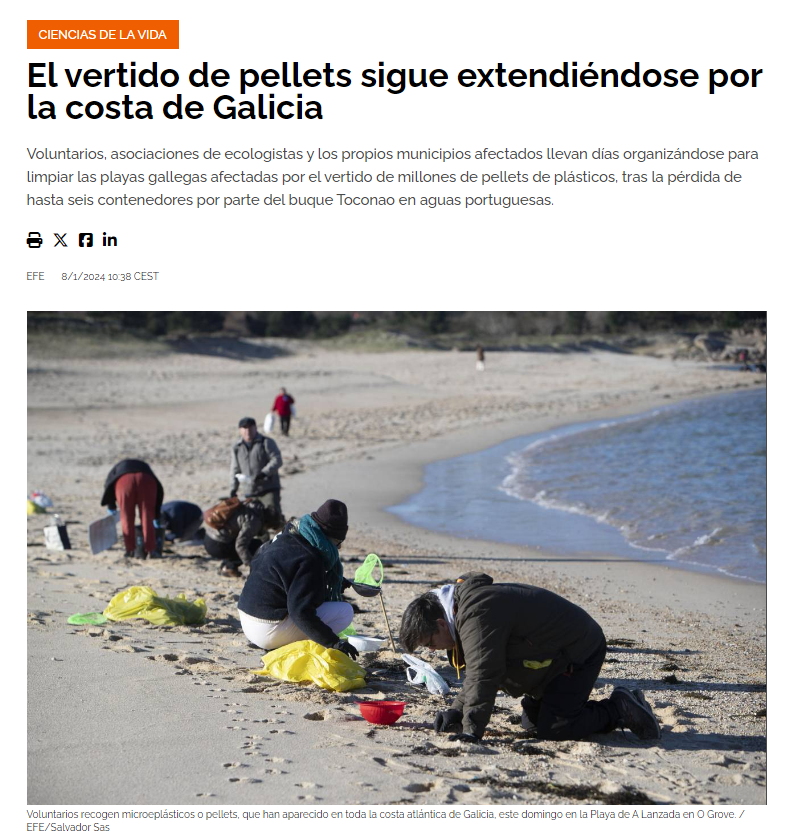 CIENCIAS DE LA VIDA
El vertido de pellets sigue extendiéndose por
la costa de Galicia
Voluntarios, asociaciones de ecologistas y los propios municipios afectados llevan días organizándose para
limpiar las playas gallegas afectadas por el vertido de millones de pellets de plásticos, tras la pérdida de
hasta seis contenedores por parte del buque Toconao en aguas portuguesas.
EFE 8/1/2024 10:38 CEST
Voluntarios recogen microeplásticos o pellets, que han aparecido en toda la costa atlántica de Galicia, este domingo en la Playa de A Lanzada en O Grove. /
EFE/Salvador Sas